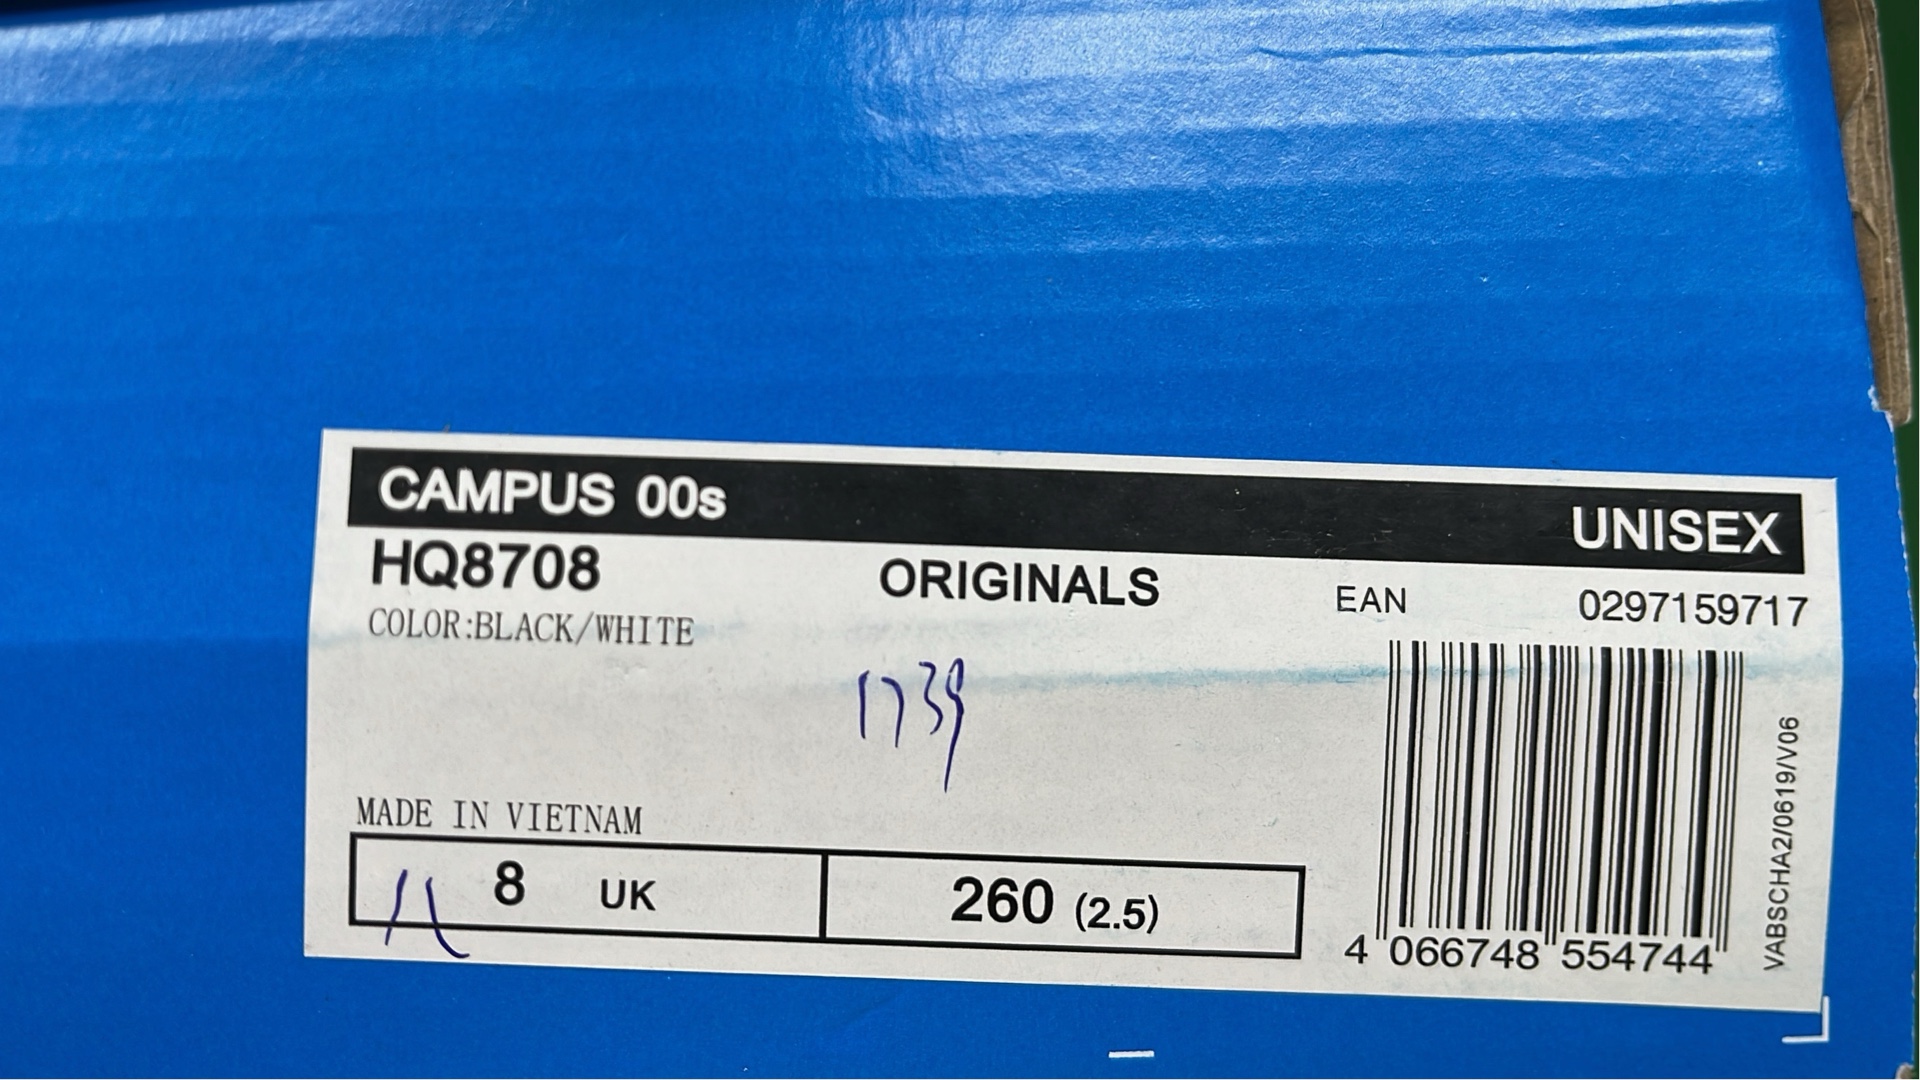 CAMPUS 00s UNISEX
HQ8708 ORIGINALS EAN 0297159717
COLOR:BLACK/WHITE
1739
MADE IN VIETNAM
八 8 UK 260 (2.5)
4 066748 554744
VABSCHA2/0619/V06